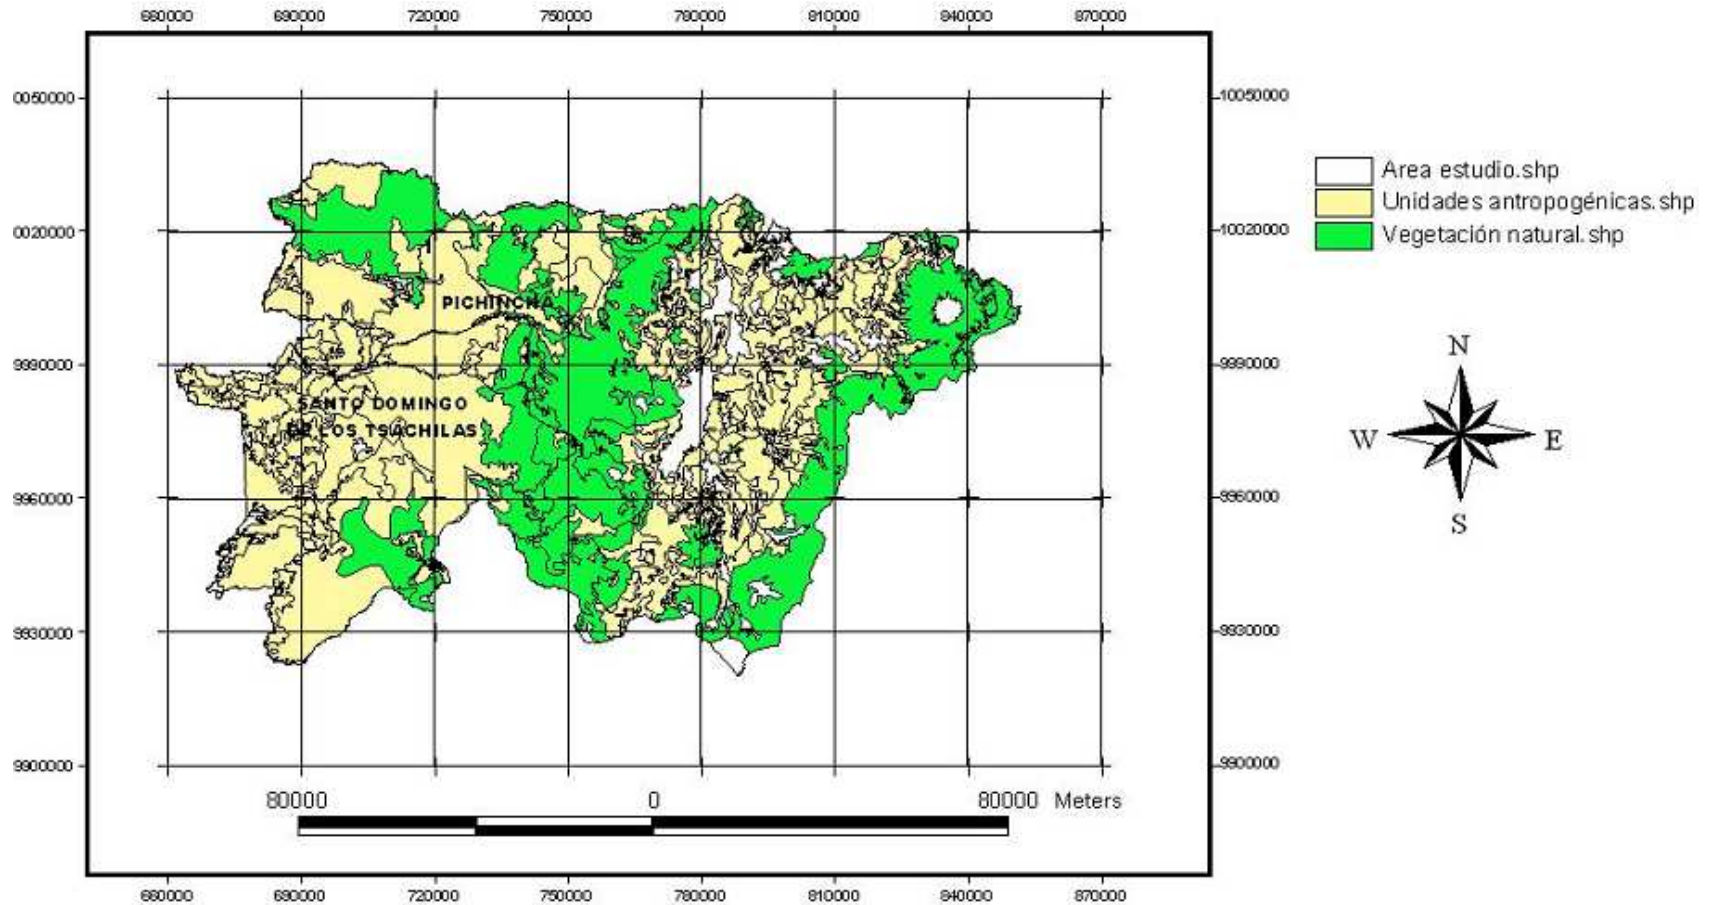 660000 690000 720000 750000 780000 810000 840000 870000
0050000 10050000
Area estudio.shp
Unidades antropogénicas.shp
Vegetación natural.shp
0020000 10020000
PICHINCHA
N
9990000 9990000
SANTO DOMINGO
DE LOS TSACHILAS
W E
9960000 9960000
S
9930000 9930000
9900000 9900000
80000 0 80000 Meters
660000 690000 720000 750000 780000 810000 840000 870000